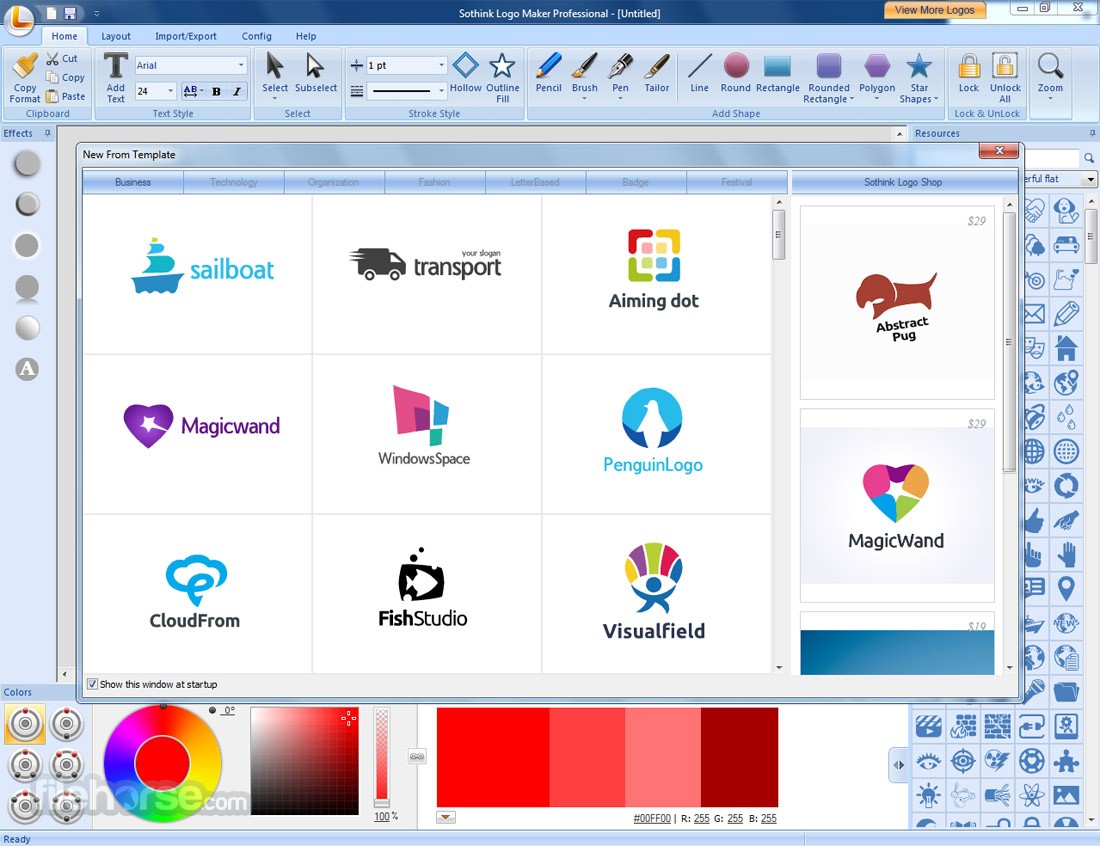 Sothink Logo Maker Professional - [Untitled]
View More Logos
Home Layout Import/Export Config Help
Cut
Copy
Paste
Copy
Format
Clipboard
Add
Text
Arial
24
AB B I
Text Style
Select Subselect
Select
1 pt
Hollow Outline
Fill
Stroke Style
Pencil Brush Pen Tailor
Line Round Rectangle Rounded
Rectangle
Polygon Star
Shapes
Add Shape
Lock Unlock
All
Lock & UnLock
Zoom
Effects
Resources
A
New From Template
Business Technology Organization Fashion LetterBased Badge Festival
Sothink Logo Shop
erful flat
sailboat
your slogan
transport
Aiming dot
$29
Abstract
Pug
Magicwand
WindowsSpace
PenguinLogo
$29
MagicWand
CloudFrom
FishStudio
Visualfield
$19
NEWS
Show this window at startup
Colors
0°
100 %
#00FF00 | R: 255 G: 255 B: 255
filehorse.com
Ready